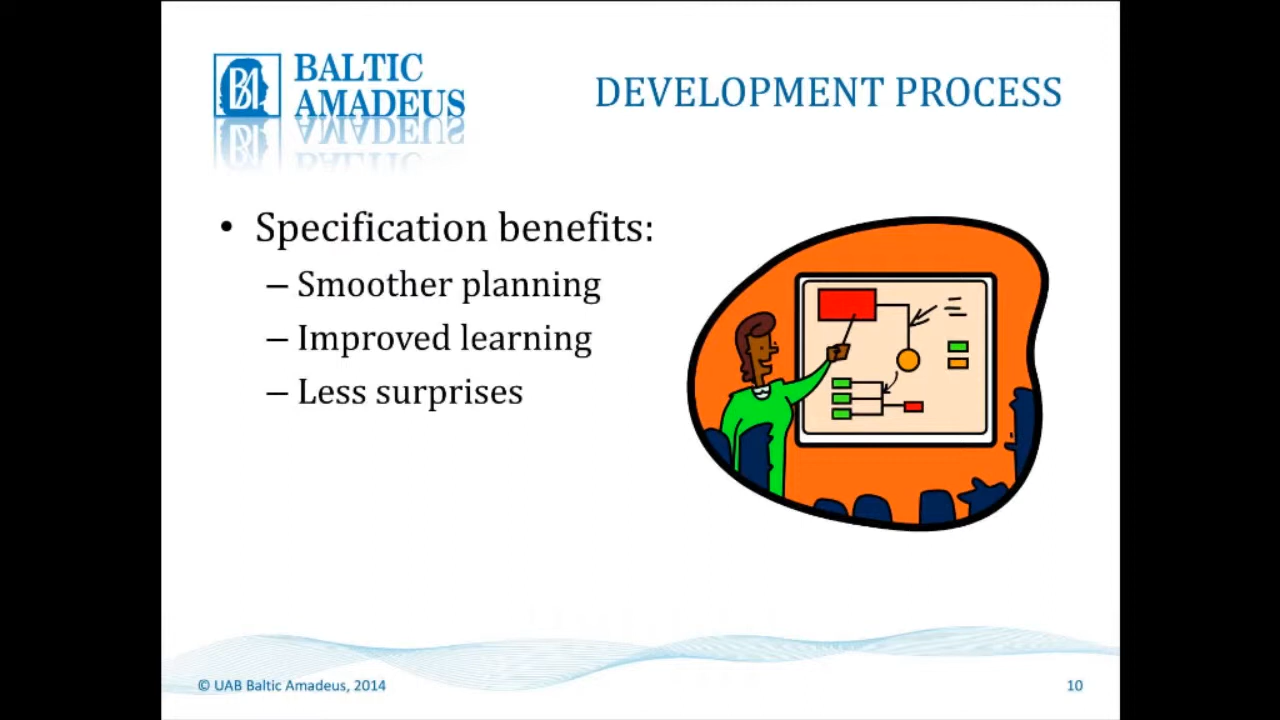 BALTIC
AMADEUS
DEVELOPMENT PROCESS
• Specification benefits:
– Smoother planning
– Improved learning
– Less surprises
© UAB Baltic Amadeus, 2014
10